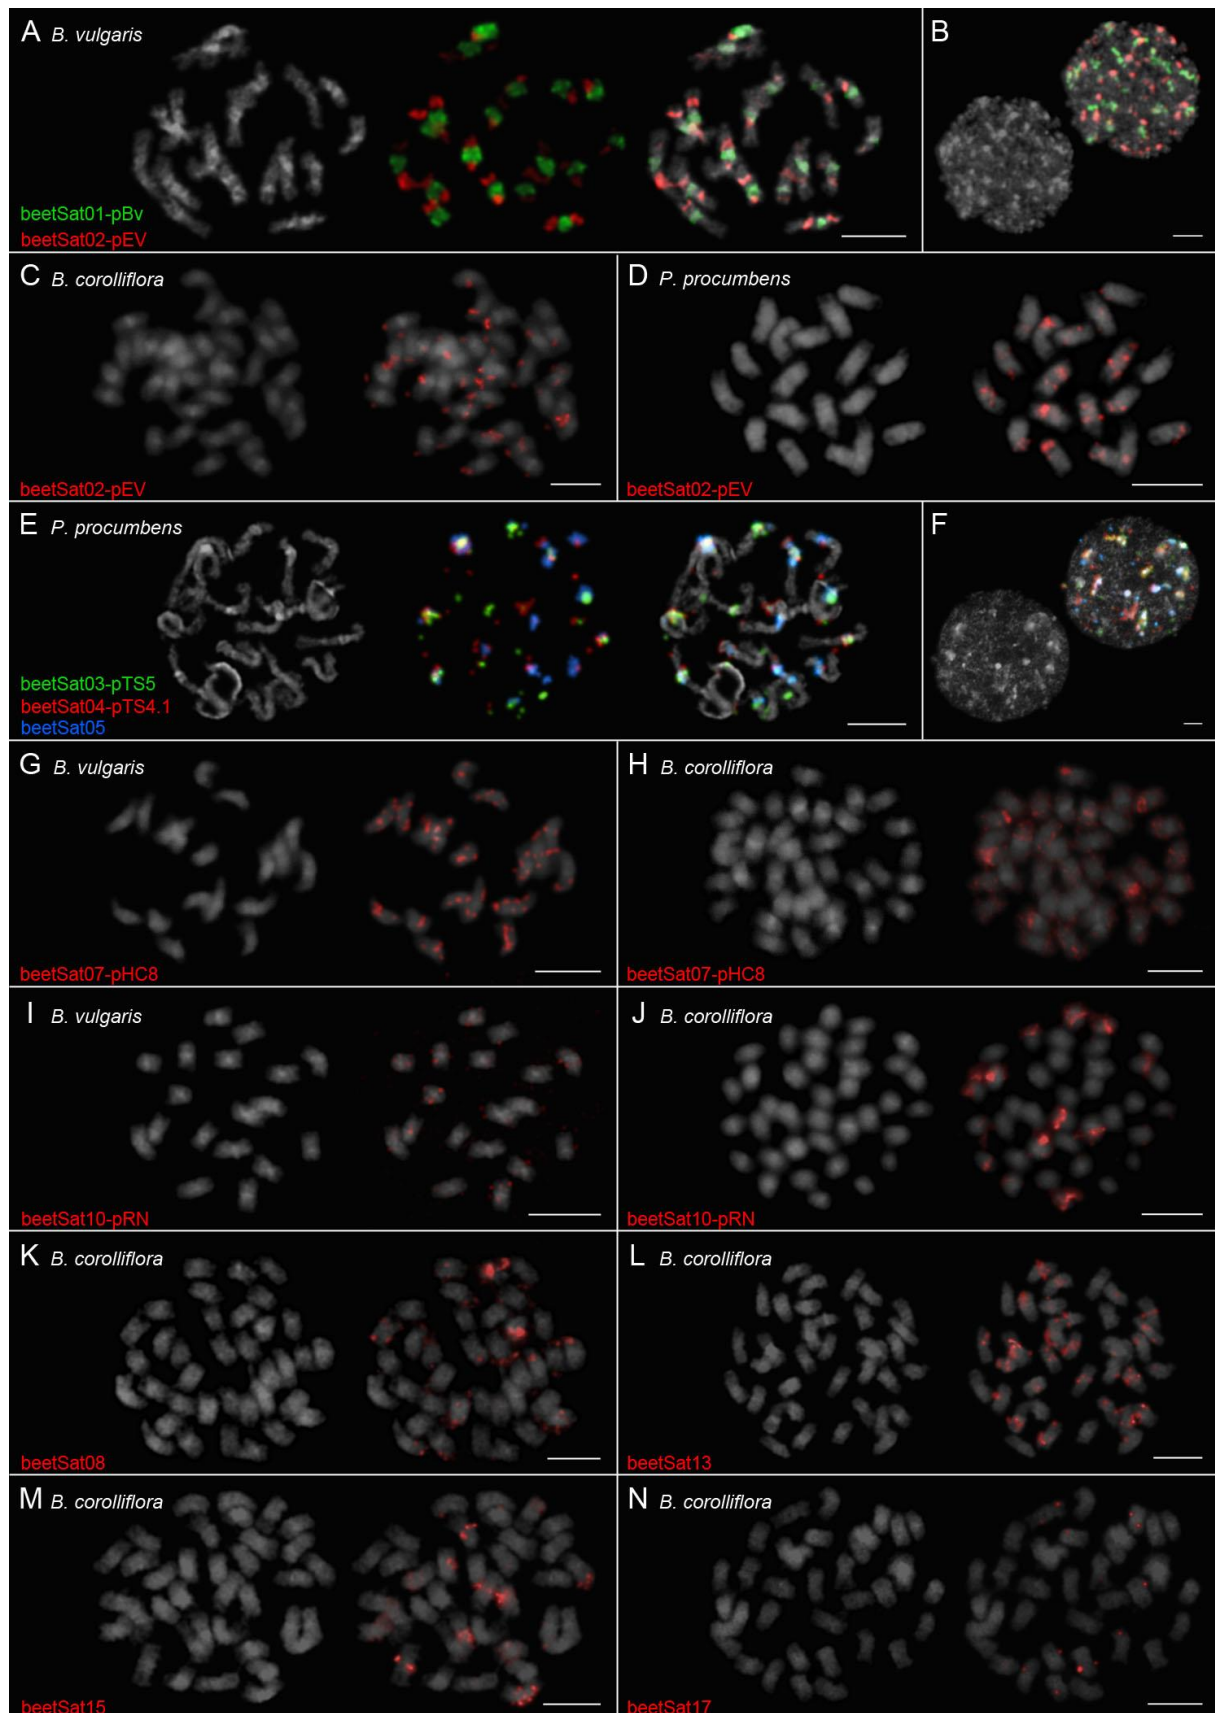 A B. vulgaris
beetSat01-pBv
beetSat02-pEV
B
C B. corolliflora
beetSat02-pEV
D P. procumbens
beetSat02-pEV
E P. procumbens
beetSat03-pTS5
beetSat04-pTS4.1
beetSat05
F
G B. vulgaris
beetSat07-pHC8
H B. corolliflora
beetSat07-pHC8
I B. vulgaris
beetSat10-pRN
J B. corolliflora
beetSat10-pRN
K B. corolliflora
beetSat08
L B. corolliflora
beetSat13
M B. corolliflora
beetSat15
N B. corolliflora
beetSat17